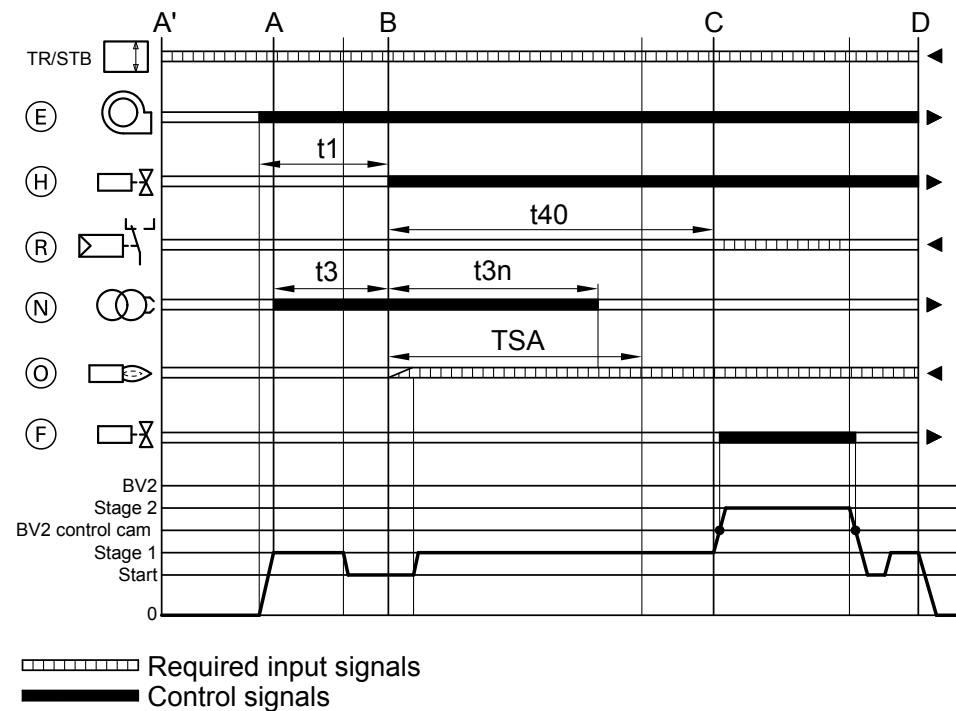 A' A B C D
TR/STB
E
t1
H
t40
R
t3 t3n
N
TSA
O
F
BV2
Stage 2
BV2 control cam
Stage 1
Start
0
Required input signals
Control signals